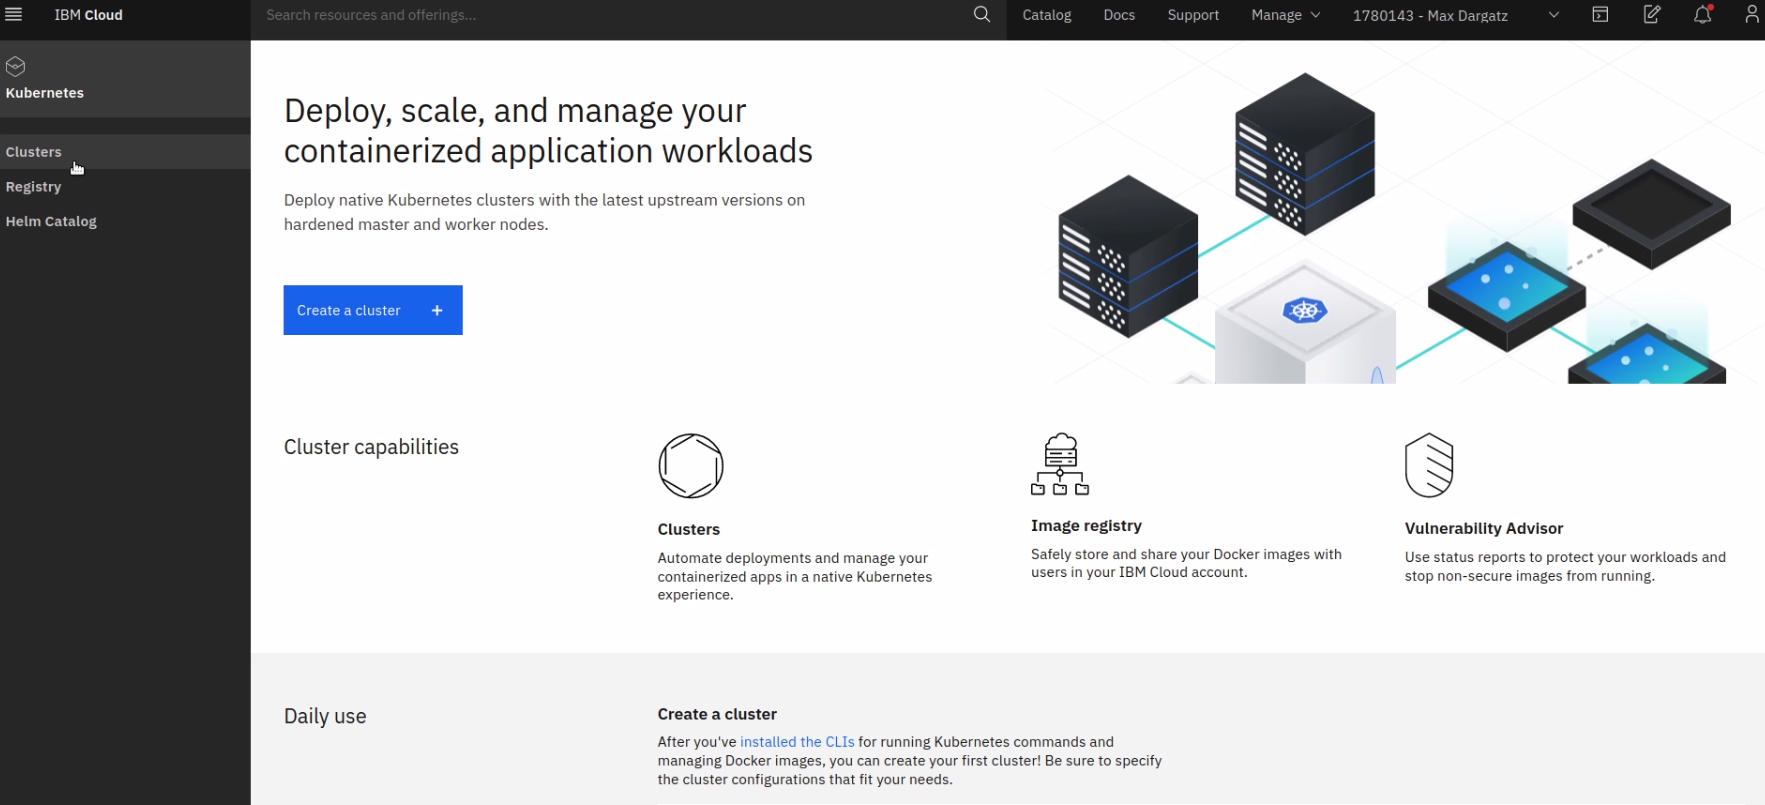 IBM Cloud
Search resources and offerings...
Catalog
Docs
Support
Manage
1780143 - Max Dargatz
Kubernetes
Clusters
Registry
Helm Catalog
Deploy, scale, and manage your
containerized application workloads
Deploy native Kubernetes clusters with the latest upstream versions on
hardened master and worker nodes.
Create a cluster +
Cluster capabilities
Clusters
Automate deployments and manage your
containerized apps in a native Kubernetes
experience.
Image registry
Safely store and share your Docker images with
users in your IBM Cloud account.
Vulnerability Advisor
Use status reports to protect your workloads and
stop non-secure images from running.
Daily use
Create a cluster
After you've installed the CLIs for running Kubernetes commands and
managing Docker images, you can create your first cluster! Be sure to specify
the cluster configurations that fit your needs.